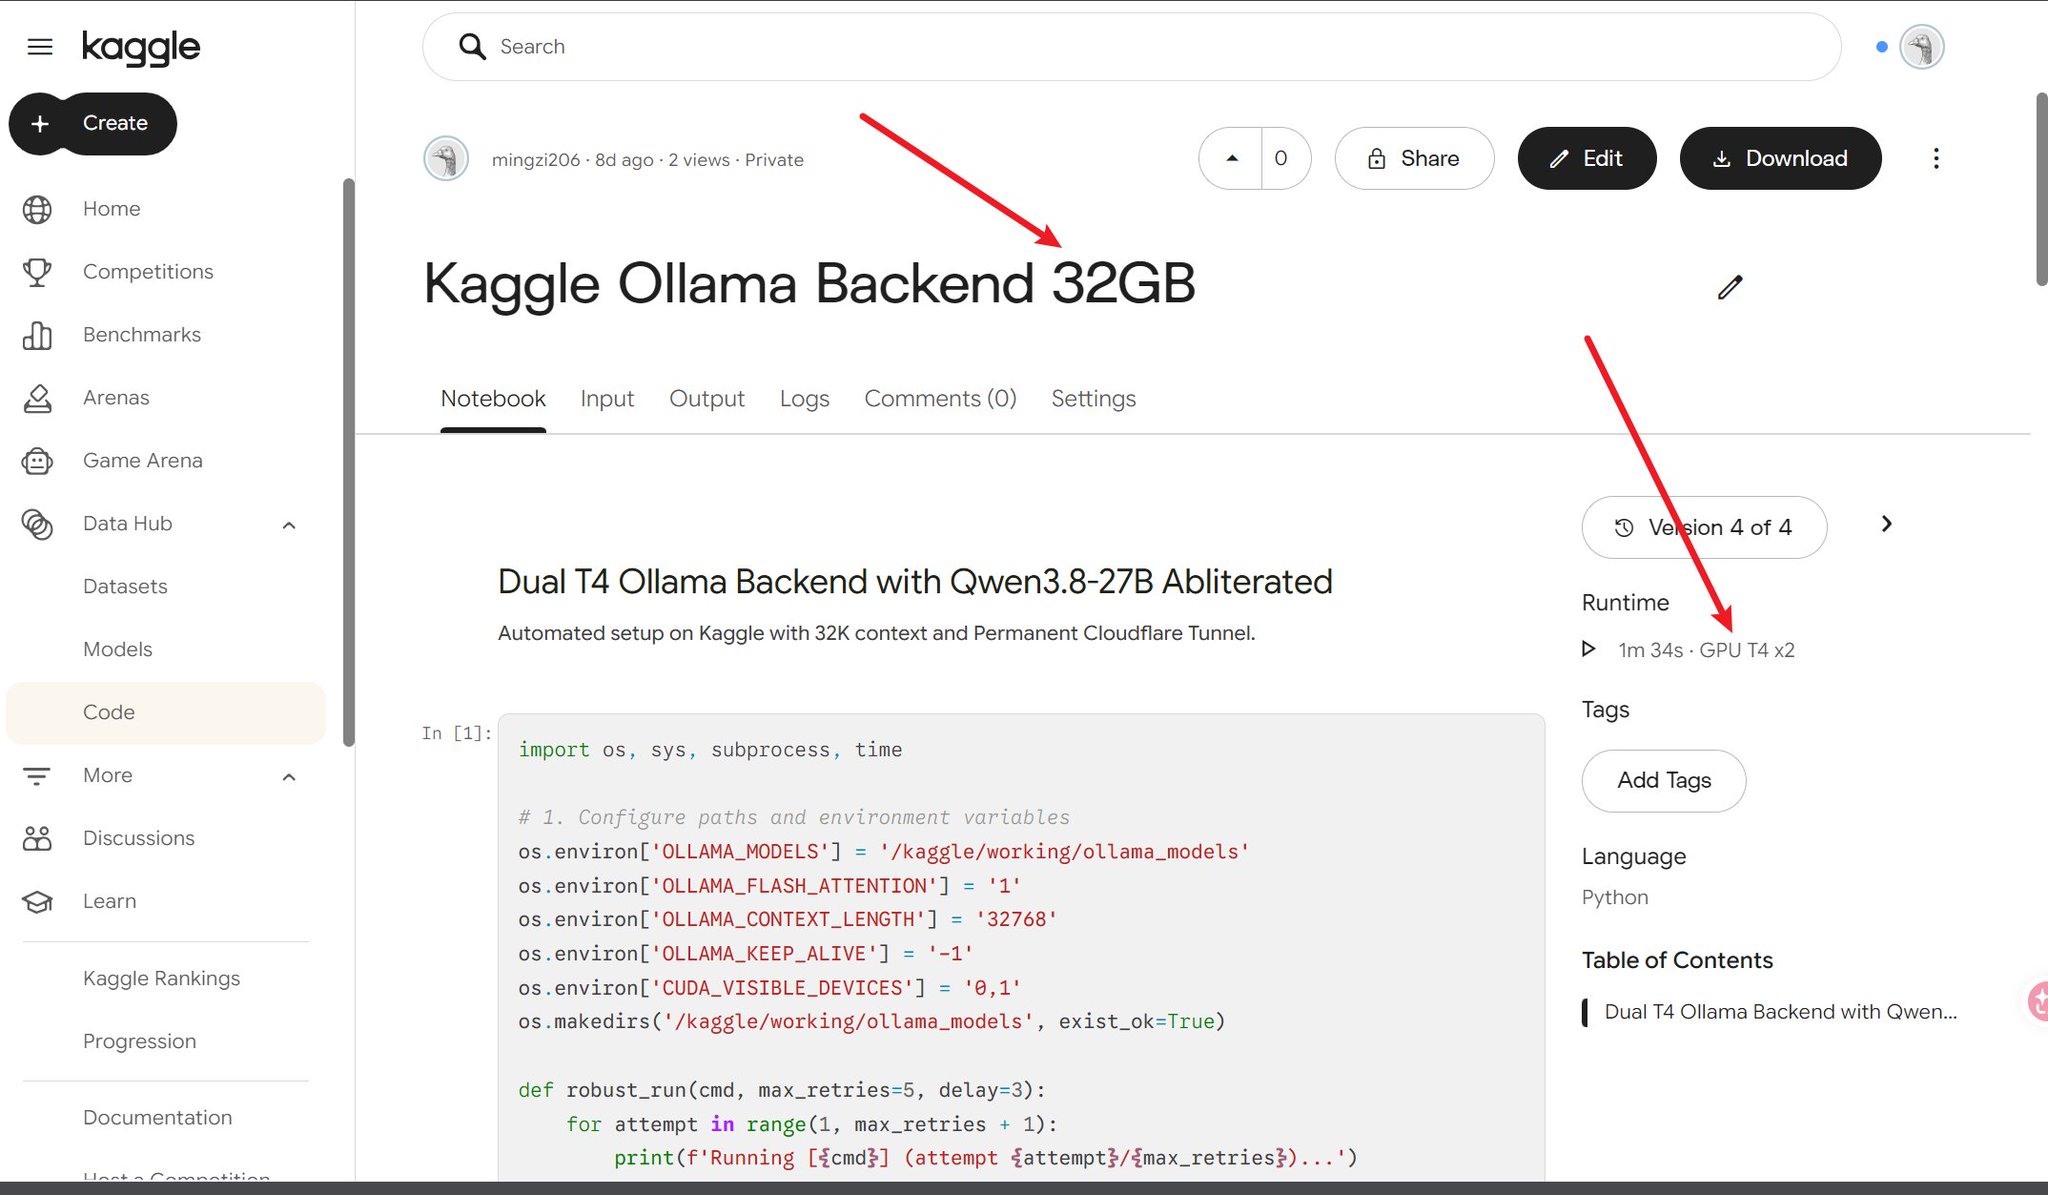 kaggle
Search
Create
mingzi206 · 8d ago · 2 views · Private
0
Share
Edit
Download
Home
Competitions
Benchmarks
Arenas
Game Arena
Data Hub
Datasets
Models
Code
More
Discussions
Learn
Kaggle Rankings
Progression
Documentation
Host a Competition
Kaggle Ollama Backend 32GB
Notebook
Input
Output
Logs
Comments (0)
Settings
Dual T4 Ollama Backend with Qwen3.8-27B Abliterated
Automated setup on Kaggle with 32K context and Permanent Cloudflare Tunnel.
In [1]:
import os, sys, subprocess, time
# 1. Configure paths and environment variables
os.environ['OLLAMA_MODELS'] = '/kaggle/working/ollama_models'
os.environ['OLLAMA_FLASH_ATTENTION'] = '1'
os.environ['OLLAMA_CONTEXT_LENGTH'] = '32768'
os.environ['OLLAMA_KEEP_ALIVE'] = '-1'
os.environ['CUDA_VISIBLE_DEVICES'] = '0,1'
os.makedirs('/kaggle/working/ollama_models', exist_ok=True)
def robust_run(cmd, max_retries=5, delay=3):
    for attempt in range(1, max_retries + 1):
        print(f'Running [{cmd}] (attempt {attempt}/{max_retries})...')
Version 4 of 4
Runtime
1m 34s · GPU T4 x2
Tags
Add Tags
Language
Python
Table of Contents
Dual T4 Ollama Backend with Qwen...